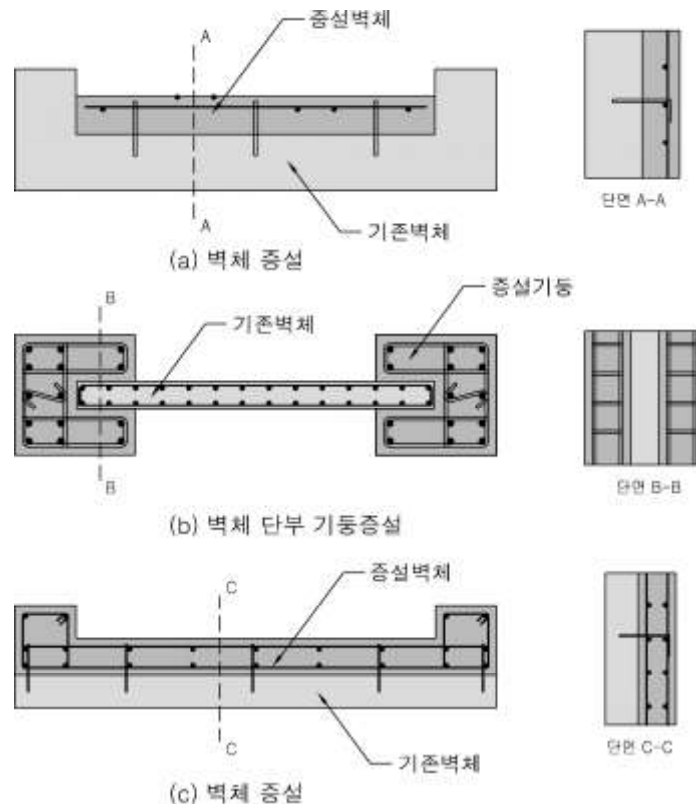 A
증설벽체
A
기존벽체
단면 A-A
(a) 벽체 증설
B
증설기둥
기존벽체
B
단면 B-B
(b) 벽체 단부 기둥증설
C
증설벽체
C
기존벽체
단면 C-C
(c) 벽체 증설